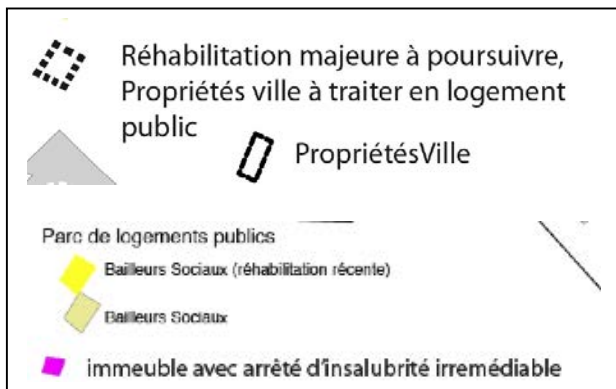 Réhabilitation majeure à poursuivre,
Propriétés ville à traiter en logement
public
PropriétésVille
Parc de logements publics
Bailleurs Sociaux (réhabilitation récente)
Bailleurs Sociaux
immeuble avec arrêté d'insalubrité irremédiable